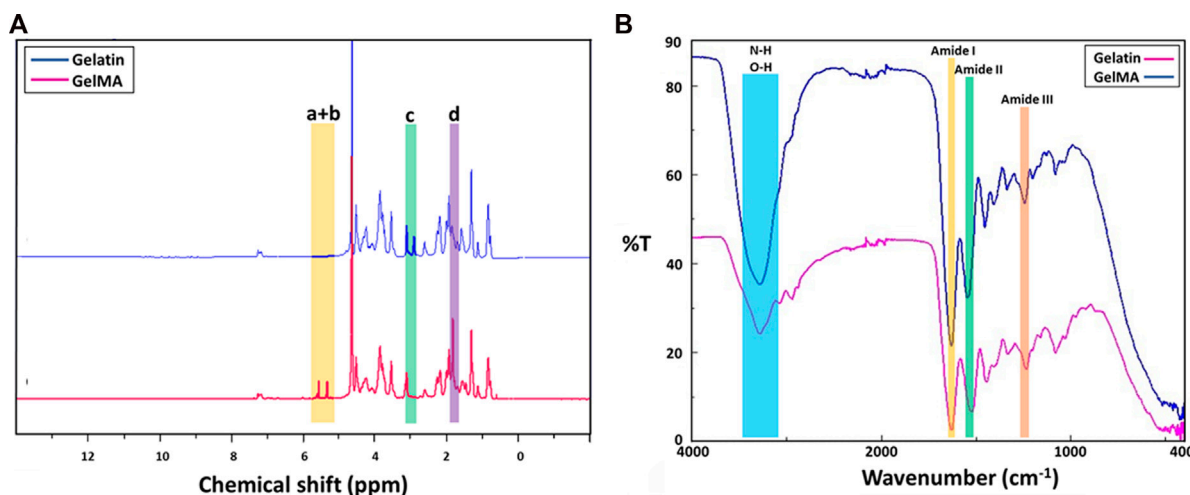 A
Gelatin
GelMA
a+b
c
d
12
10
8
6
4
2
0
-2
Chemical shift (ppm)
B
N-H
O-H
Amide I
Amide II
Amide III
Gelatin
GelMA
90
80
60
%T
40
20
0
4000
2000
1000
400
Wavenumber (cm⁻¹)